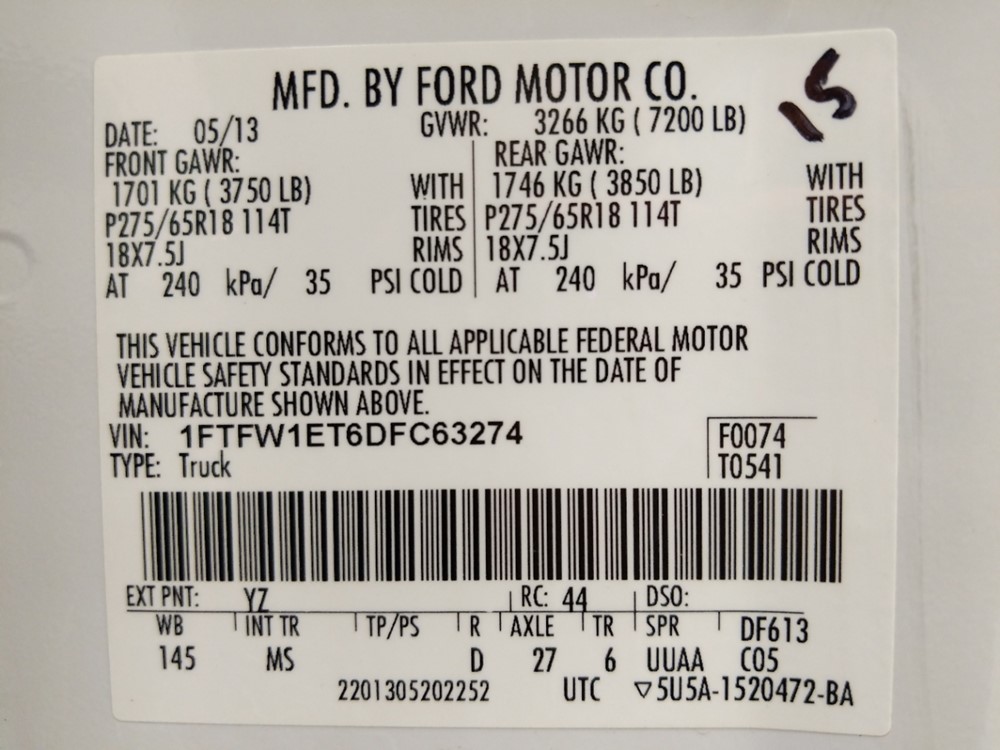 MFD. BY FORD MOTOR CO.
15
DATE: 05/13 GVWR: 3266 KG ( 7200 LB)
FRONT GAWR: REAR GAWR:
1701 KG ( 3750 LB) WITH 1746 KG ( 3850 LB) WITH
P275/65R18 114T TIRES P275/65R18 114T TIRES
18X7.5J RIMS 18X7.5J RIMS
AT 240 kPa/ 35 PSI COLD AT 240 kPa/ 35 PSI COLD
THIS VEHICLE CONFORMS TO ALL APPLICABLE FEDERAL MOTOR
VEHICLE SAFETY STANDARDS IN EFFECT ON THE DATE OF
MANUFACTURE SHOWN ABOVE.
VIN: 1FTFW1ET6DFC63274 F0074
TYPE: Truck T0541
EXT PNT: YZ RC: 44 DSO:
WB INT TR TP/PS R AXLE TR SPR DF613
145 MS D 27 6 UUAA C05
2201305202252 UTC ▽5U5A-1520472-BA